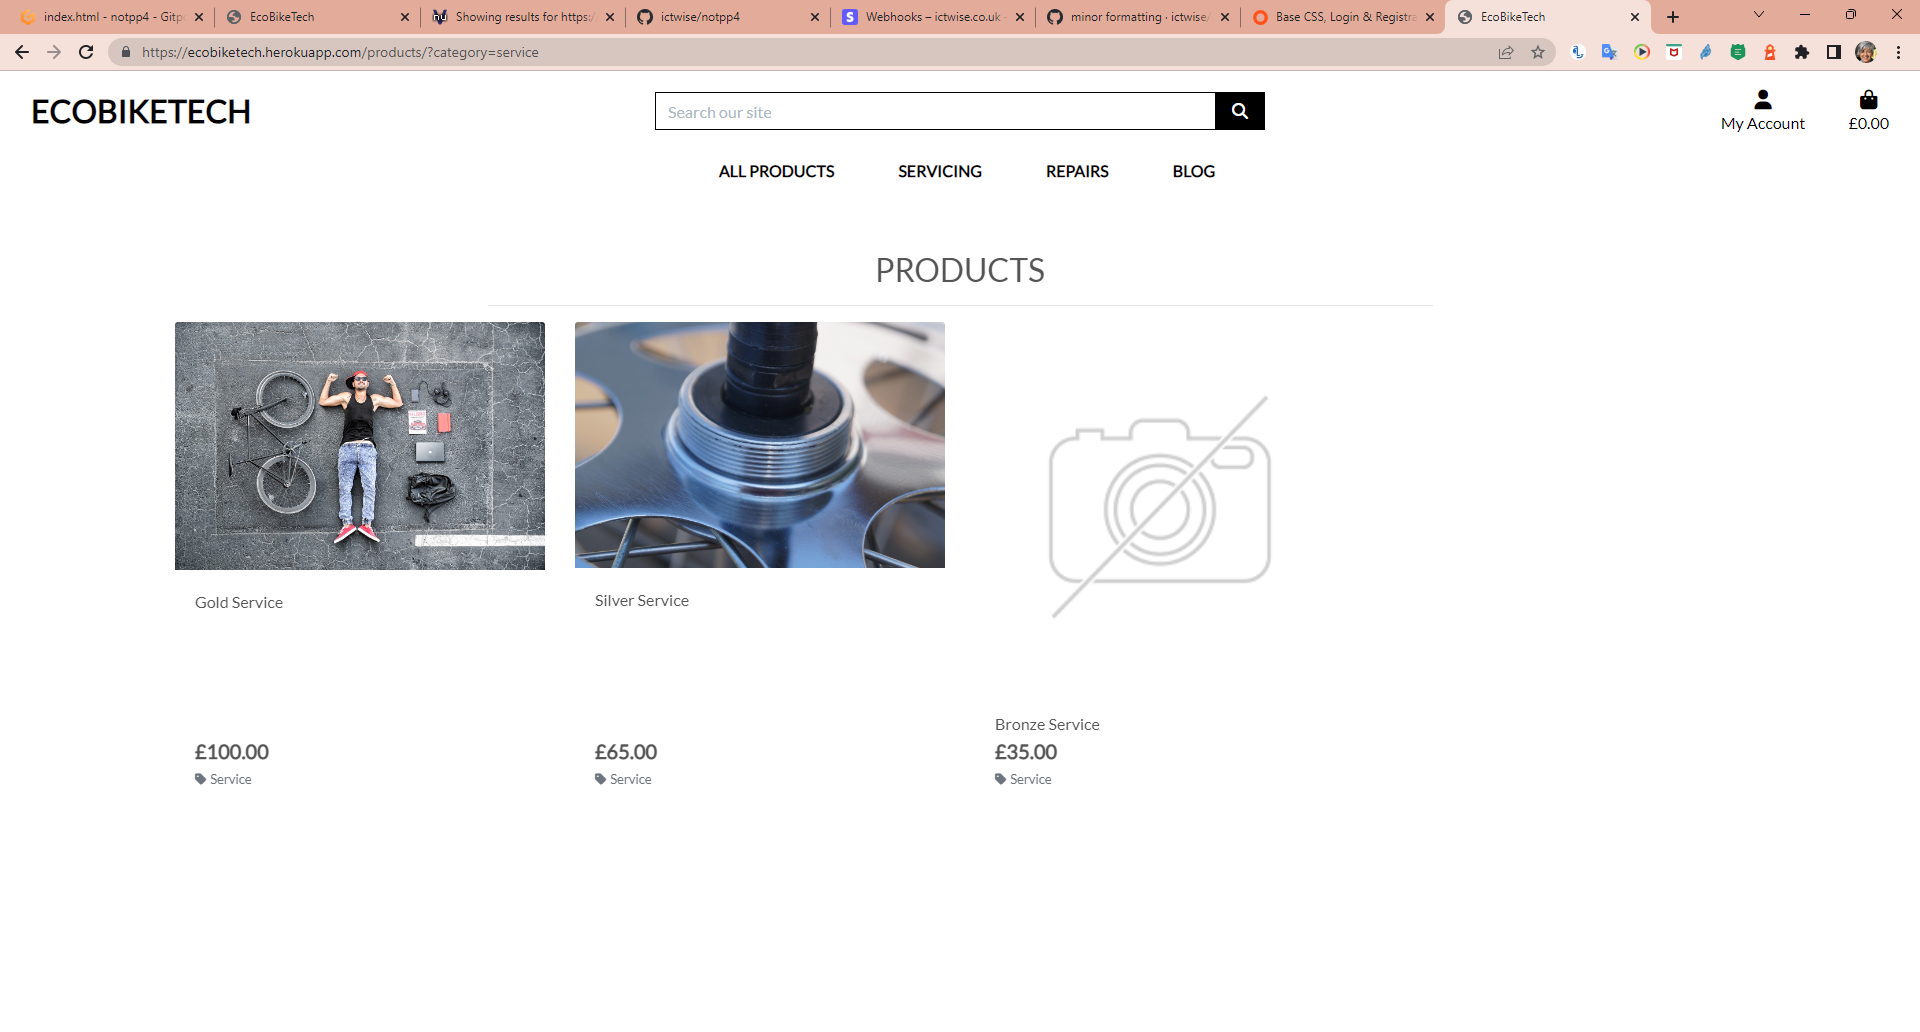 index.html - notpp4 - Gitp
EcoBikeTech
Showing results for https:/
ictwise/notpp4
Webhooks – ictwise.co.uk
minor formatting · ictwise/
Base CSS, Login & Registra
EcoBikeTech
https://ecobiketech.herokuapp.com/products/?category=service
ECOBIKETECH
Search our site
My Account
£0.00
ALL PRODUCTS
SERVICING
REPAIRS
BLOG
PRODUCTS
Gold Service
£100.00
Service
Silver Service
£65.00
Service
Bronze Service
£35.00
Service